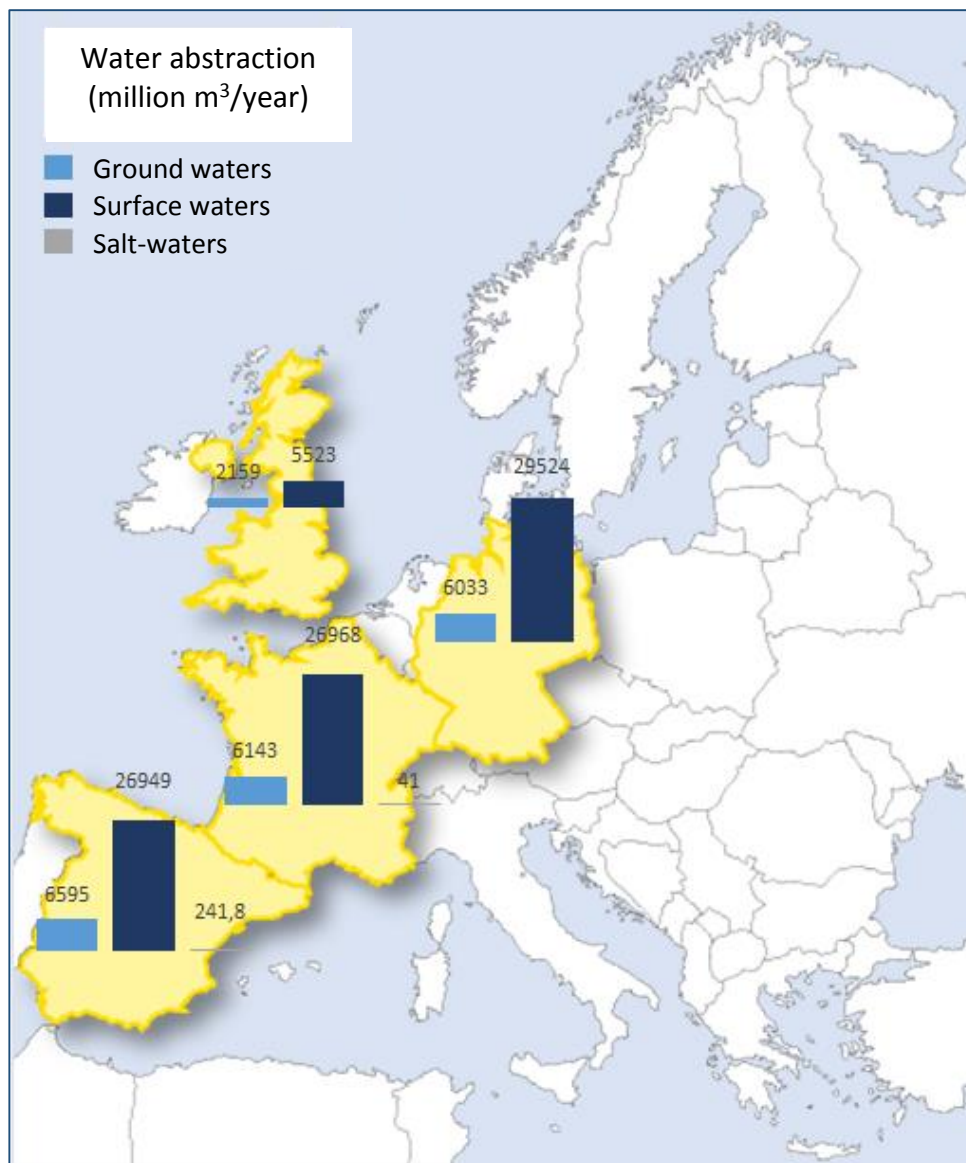 Water abstraction
(million m³/year)
Ground waters
Surface waters
Salt-waters
5523
2159
29524
6033
26968
6143
41
26949
6595
241,8